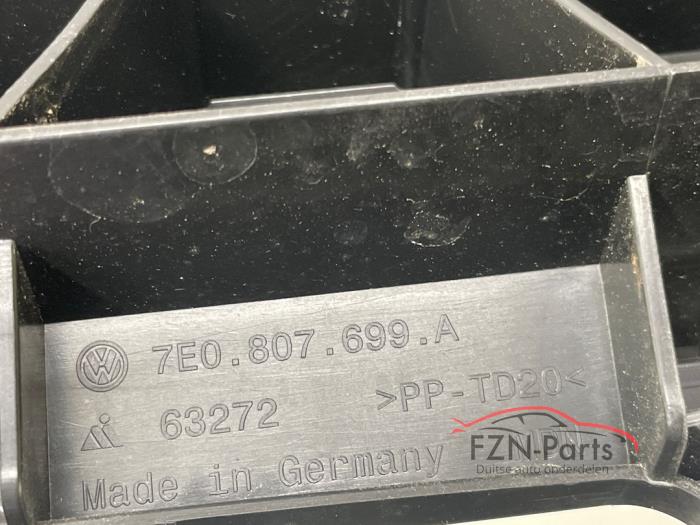 7E0.807.699.A
63272 >PP-TD20<
Made in Germany
FZN-Parts
Duitse auto onderdelen